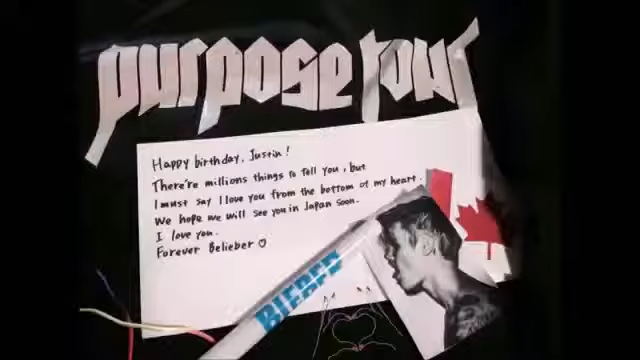 purpose tour
Happy birthday, Justin!
There're millions things to tell you, but
I must say I love you from the bottom of my heart.
We hope we will see you in Japan soon.
I love you.
Forever Belieber ♡
BIEBER